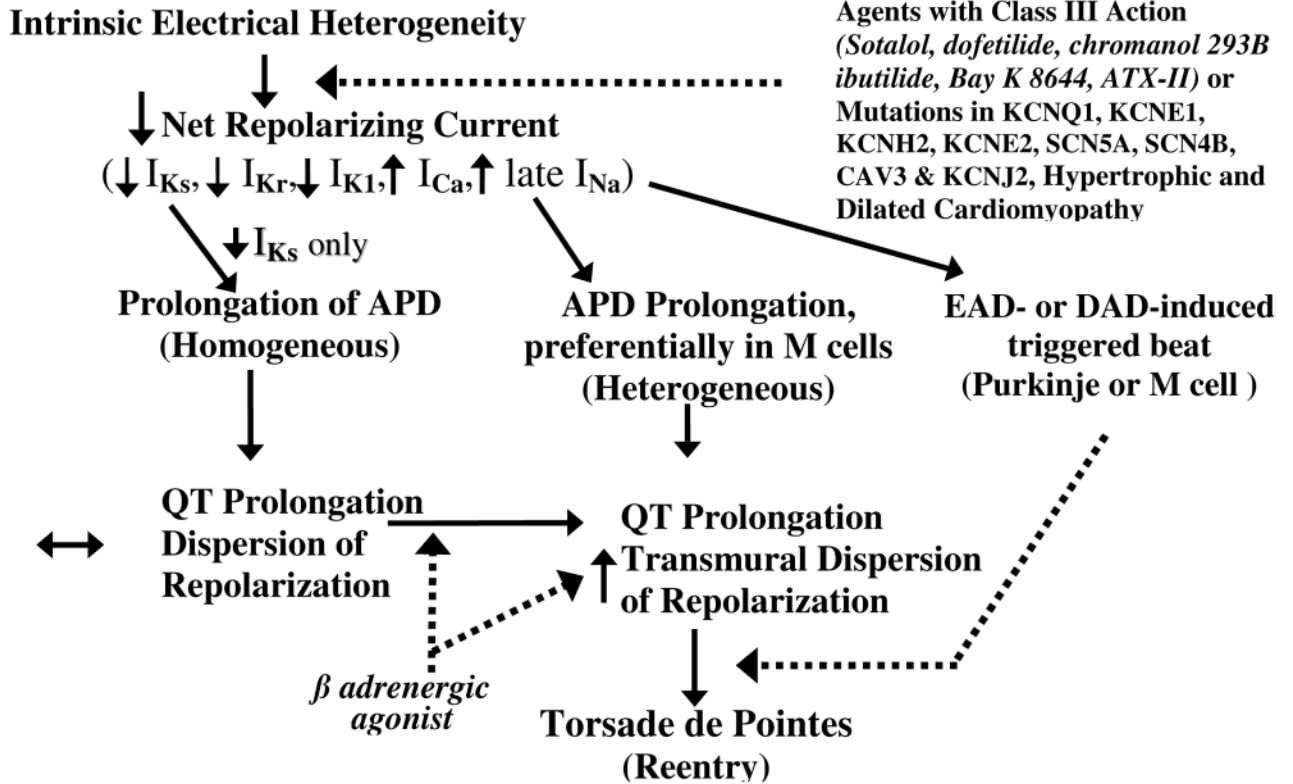 Intrinsic Electrical Heterogeneity
Agents with Class III Action
(Sotalol, dofetilide, chromanol 293B
ibutilide, Bay K 8644, ATX-II) or
Mutations in KCNQ1, KCNE1,
KCNH2, KCNE2, SCN5A, SCN4B,
CAV3 & KCNJ2, Hypertrophic and
Dilated Cardiomyopathy
↓ Net Repolarizing Current
(↓ IKs, ↓ IKr, ↓ IK1, ↑ ICa, ↑ late INa)
↓ IKs only
Prolongation of APD
(Homogeneous)
APD Prolongation,
preferentially in M cells
(Heterogeneous)
EAD- or DAD-induced
triggered beat
(Purkinje or M cell )
QT Prolongation
↔ Dispersion of
Repolarization
QT Prolongation
↑ Transmural Dispersion
of Repolarization
ß adrenergic
agonist
Torsade de Pointes
(Reentry)